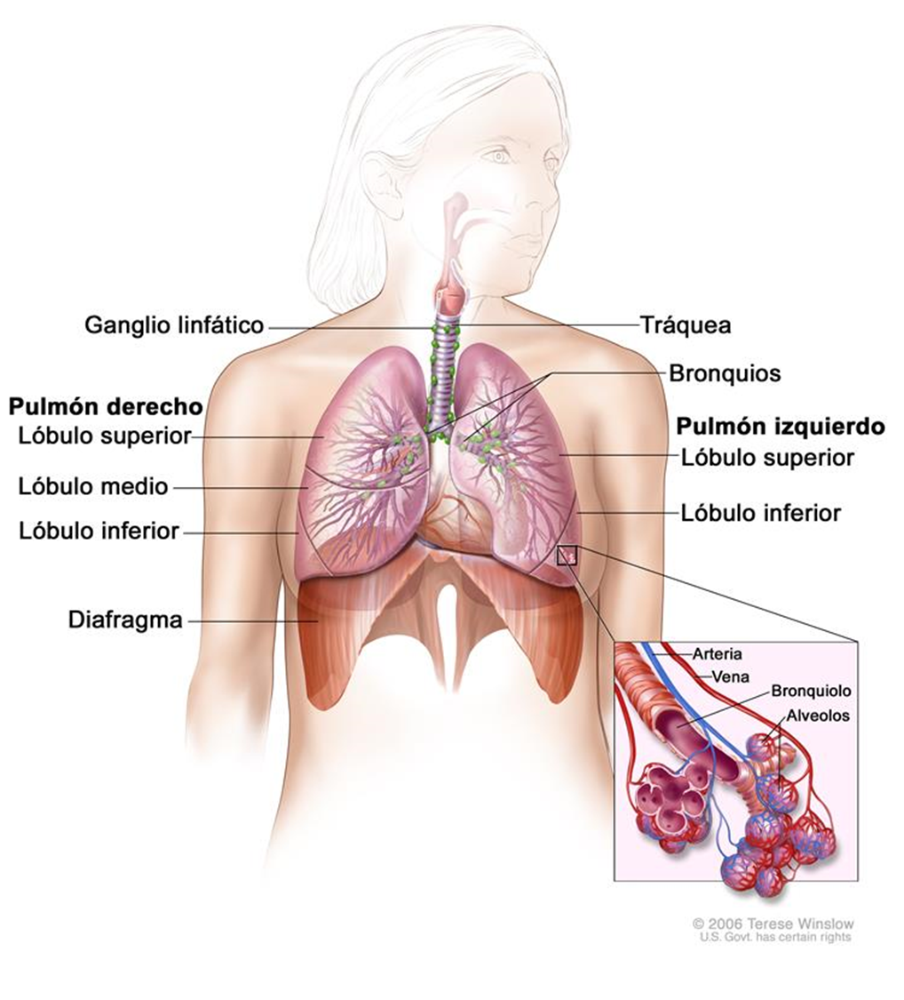 Ganglio linfático
Tráquea
Bronquios
Pulmón derecho
Lóbulo superior
Lóbulo medio
Lóbulo inferior
Pulmón izquierdo
Lóbulo superior
Lóbulo inferior
Diafragma
Arteria
Vena
Bronquiolo
Alveolos
© 2006 Terese Winslow
U.S. Govt. has certain rights